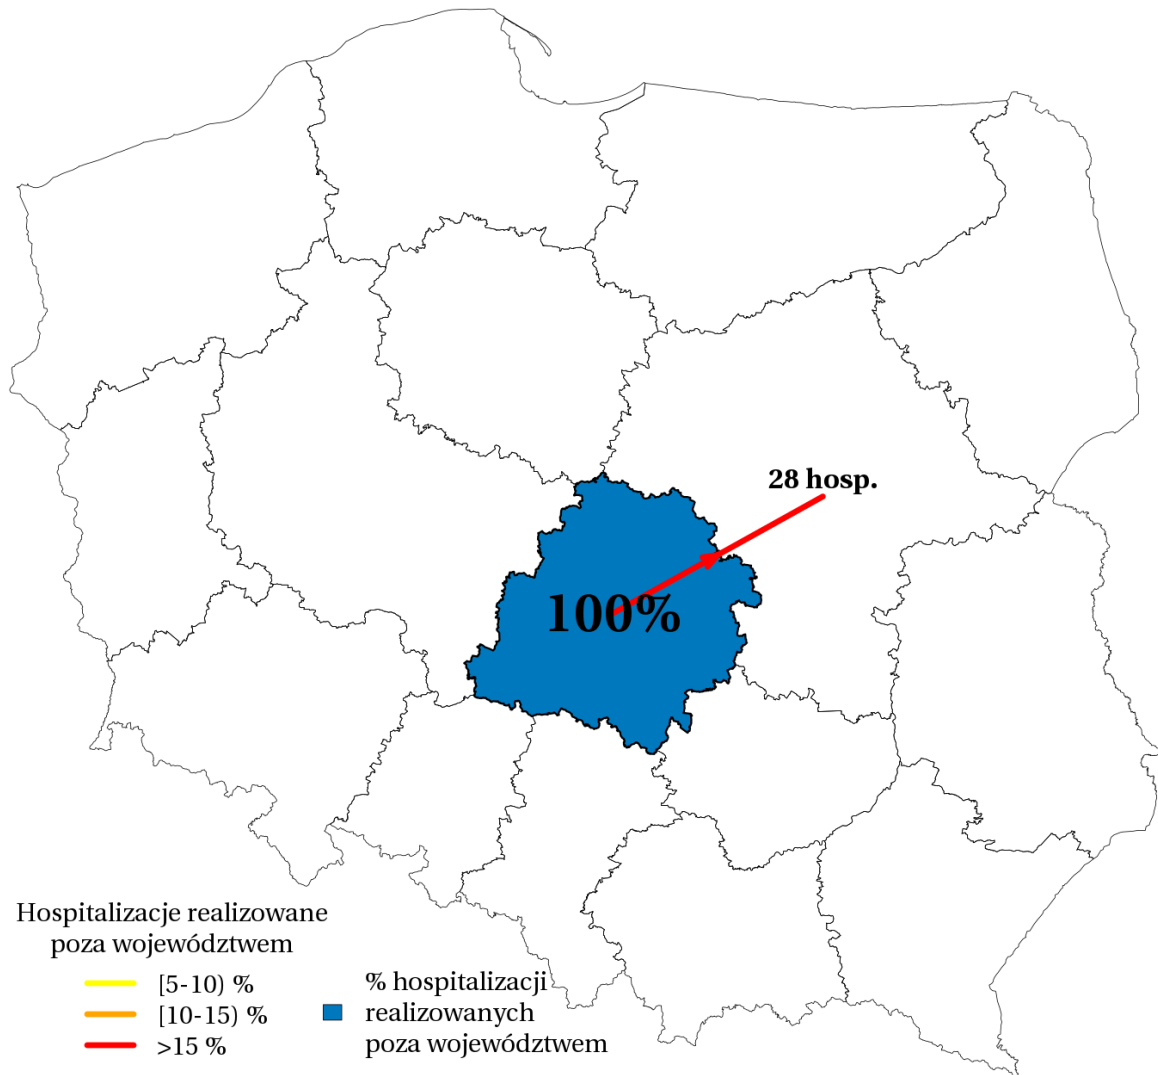 28 hosp.
100%
Hospitalizacje realizowane
poza województwem
[5-10) %
[10-15) %
>15 %
% hospitalizacji
realizowanych
poza województwem